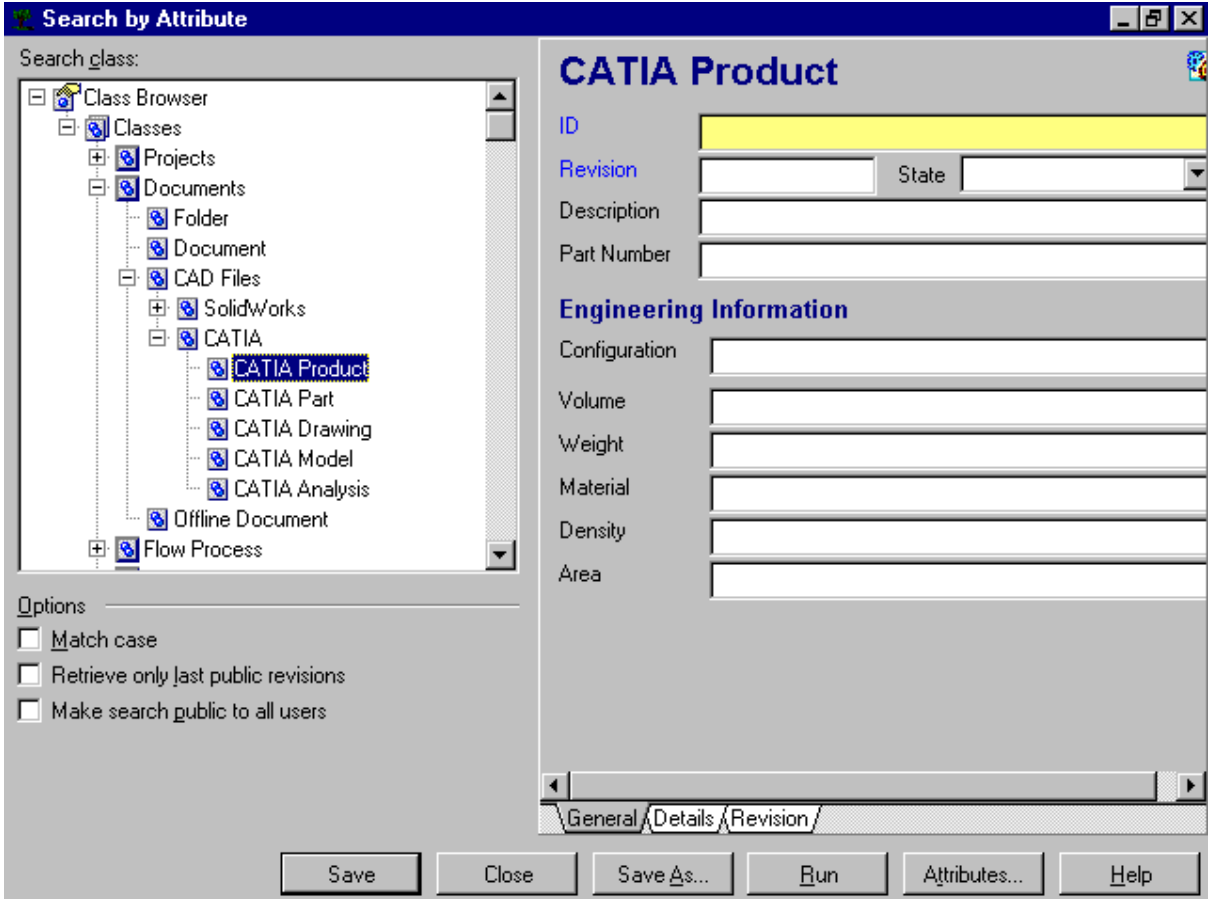 Search by Attribute
Search class:
Class Browser
Classes
Projects
Documents
Folder
Document
CAD Files
SolidWorks
CATIA
CATIA Product
CATIA Part
CATIA Drawing
CATIA Model
CATIA Analysis
Offline Document
Flow Process
Options
Match case
Retrieve only last public revisions
Make search public to all users
CATIA Product
ID
Revision State
Description
Part Number
Engineering Information
Configuration
Volume
Weight
Material
Density
Area
General Details Revision
Save Close Save As... Run Attributes... Help